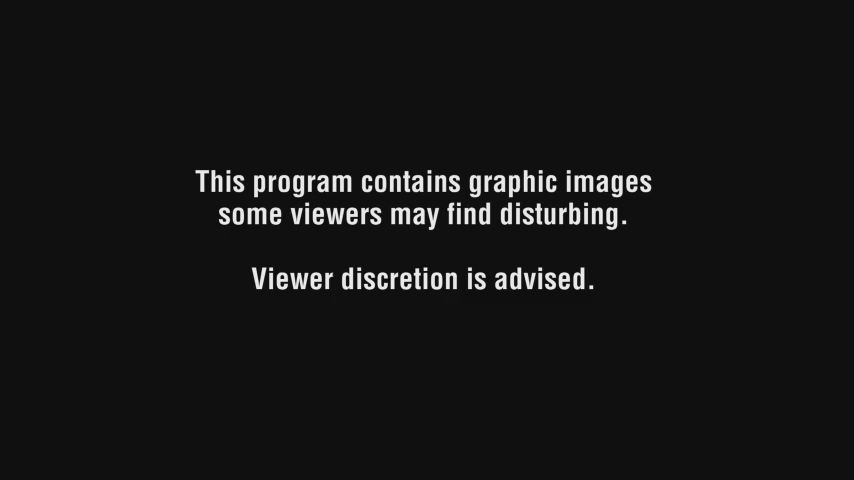 This program contains graphic images
some viewers may find disturbing.
Viewer discretion is advised.